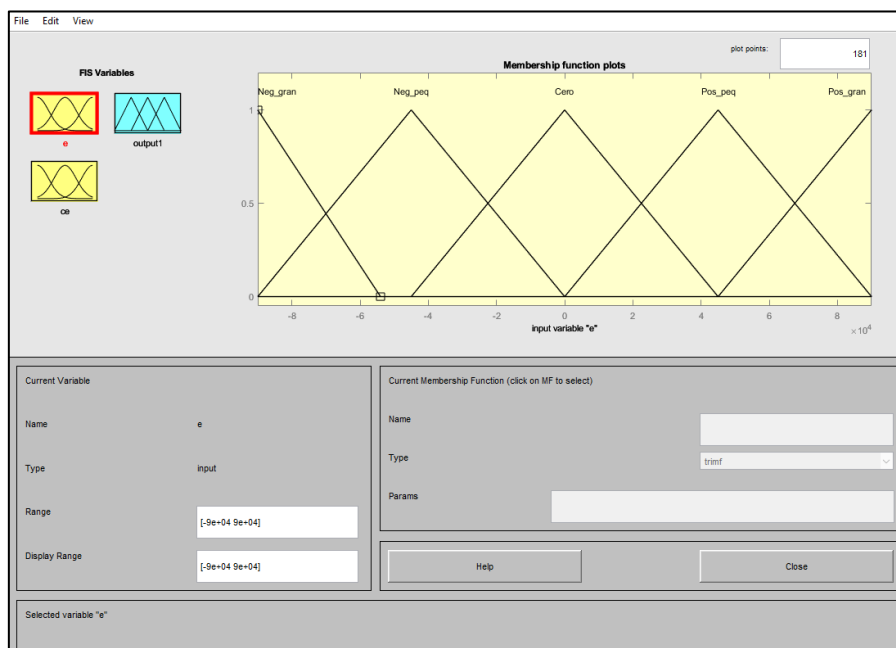 File Edit View
plot points: 181
FIS Variables
Membership function plots
Neg_gran Neg_peq Cero Pos_peq Pos_gran
e output1
ce
1
0.5
0
-8 -6 -4 -2 0 2 4 6 8
×10⁴
input variable "e"
Current Variable
Name e
Type input
Range [-9e+04 9e+04]
Display Range [-9e+04 9e+04]
Current Membership Function (click on MF to select)
Name
Type trimf
Params
Help Close
Selected variable "e"